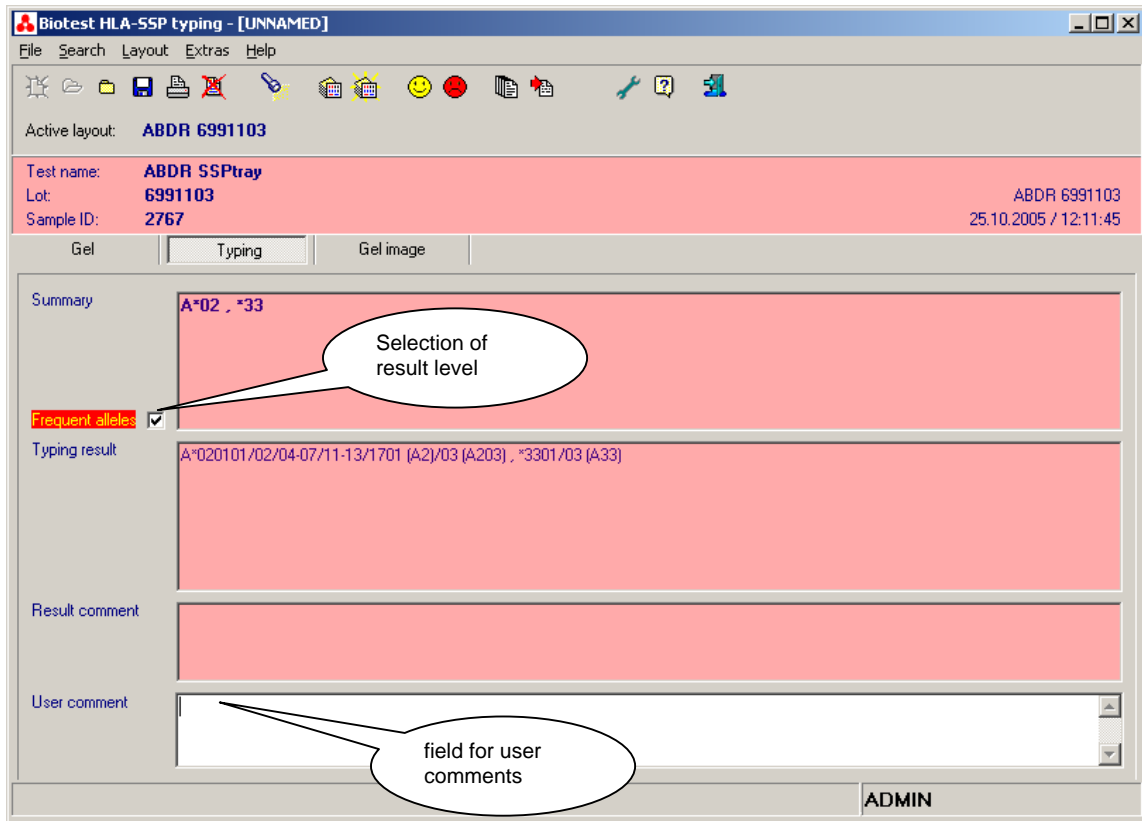 Biotest HLA-SSP typing - [UNNAMED]
File Search Layout Extras Help
Active layout: ABDR 6991103
Test name: ABDR SSPtray
Lot: 6991103 ABDR 6991103
Sample ID: 2767 25.10.2005 / 12:11:45
Gel Typing Gel image
Summary A*02 , *33
Selection of
result level
Frequent alleles
Typing result A*020101/02/04-07/11-13/1701 (A2)/03 (A203) , *3301/03 (A33)
Result comment
User comment
field for user
comments
ADMIN